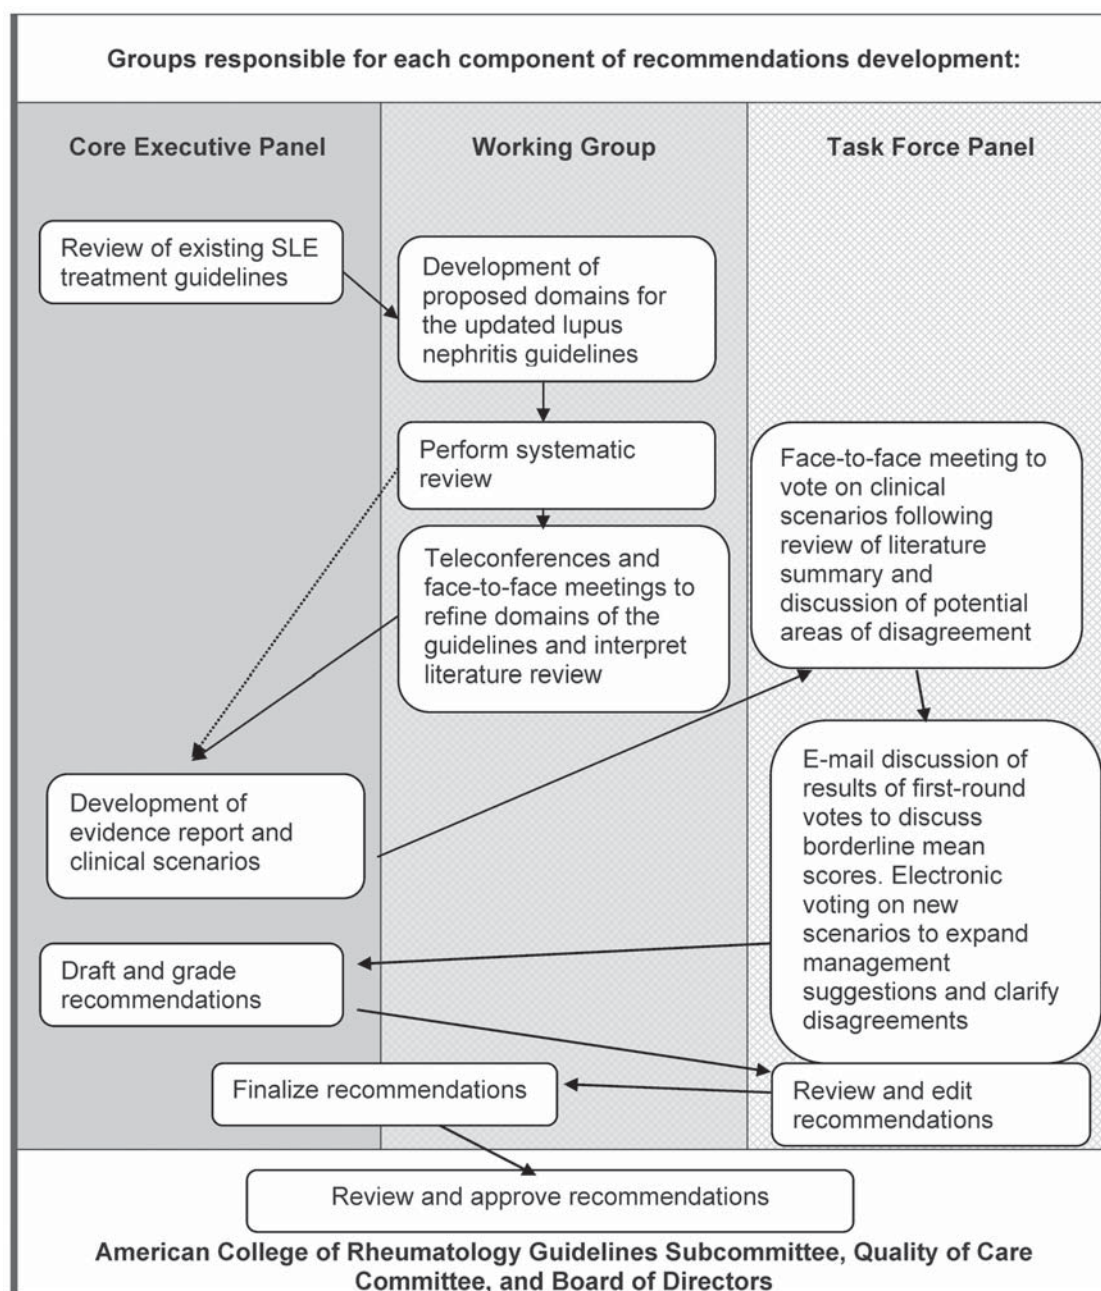 Groups responsible for each component of recommendations development:
Core Executive Panel
Working Group
Task Force Panel
Review of existing SLE
treatment guidelines
Development of
proposed domains for
the updated lupus
nephritis guidelines
Perform systematic
review
Teleconferences and
face-to-face meetings to
refine domains of the
guidelines and interpret
literature review
Face-to-face meeting to
vote on clinical
scenarios following
review of literature
summary and
discussion of potential
areas of disagreement
Development of
evidence report and
clinical scenarios
E-mail discussion of
results of first-round
votes to discuss
borderline mean
scores. Electronic
voting on new
scenarios to expand
management
suggestions and clarify
disagreements
Draft and grade
recommendations
Finalize recommendations
Review and edit
recommendations
Review and approve recommendations
American College of Rheumatology Guidelines Subcommittee, Quality of Care
Committee, and Board of Directors